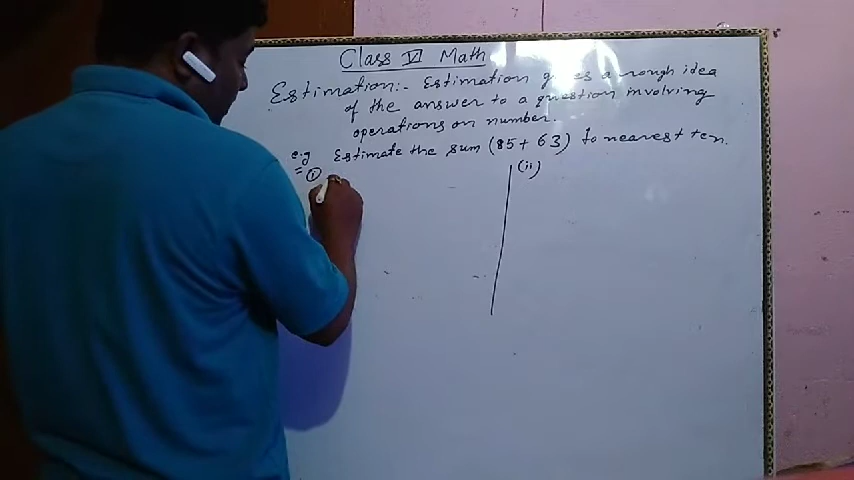 Class VI Math
Estimation:- Estimation gives a rough idea
of the answer to a question involving
operations on number.
e.g Estimate the sum (85+63) to nearest ten.
= (i) (ii)